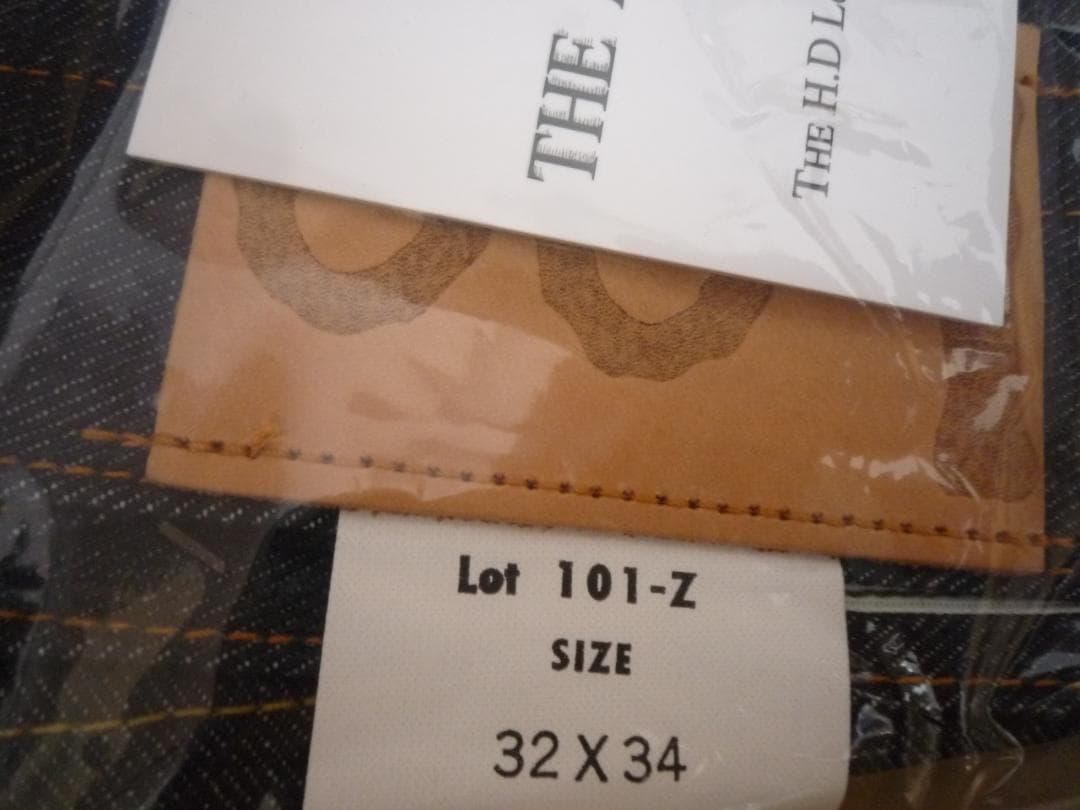 THE
THE H.D
Lot 101-Z
SIZE
32 X 34